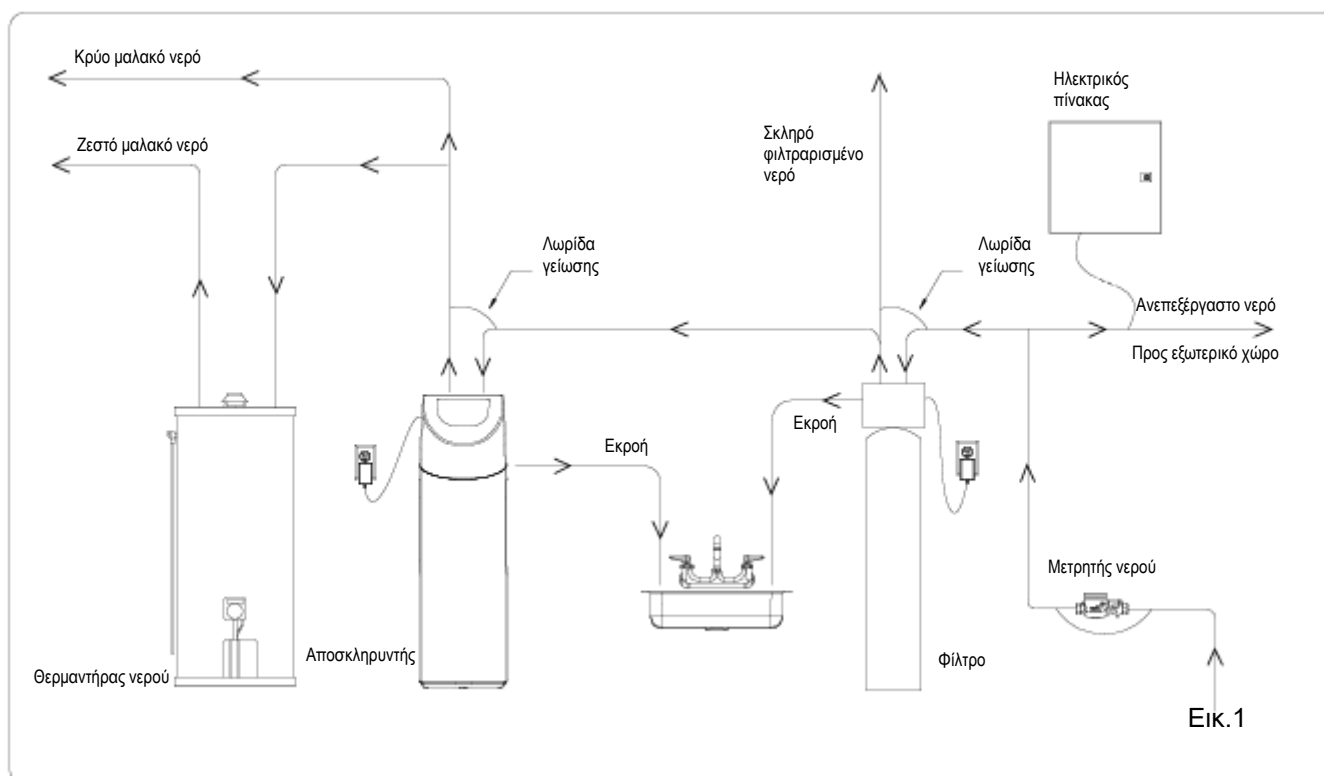 Κρύο μαλακό νερό
Ζεστό μαλακό νερό
Σκληρό
φιλτραρισμένο
νερό
Ηλεκτρικός
πίνακας
Λωρίδα
γείωσης
Λωρίδα
γείωσης
Ανεπεξέργαστο νερό
Προς εξωτερικό χώρο
Εκροή
Εκροή
Μετρητής νερού
Θερμαντήρας νερού
Αποσκληρυντής
Φίλτρο
Εικ.1